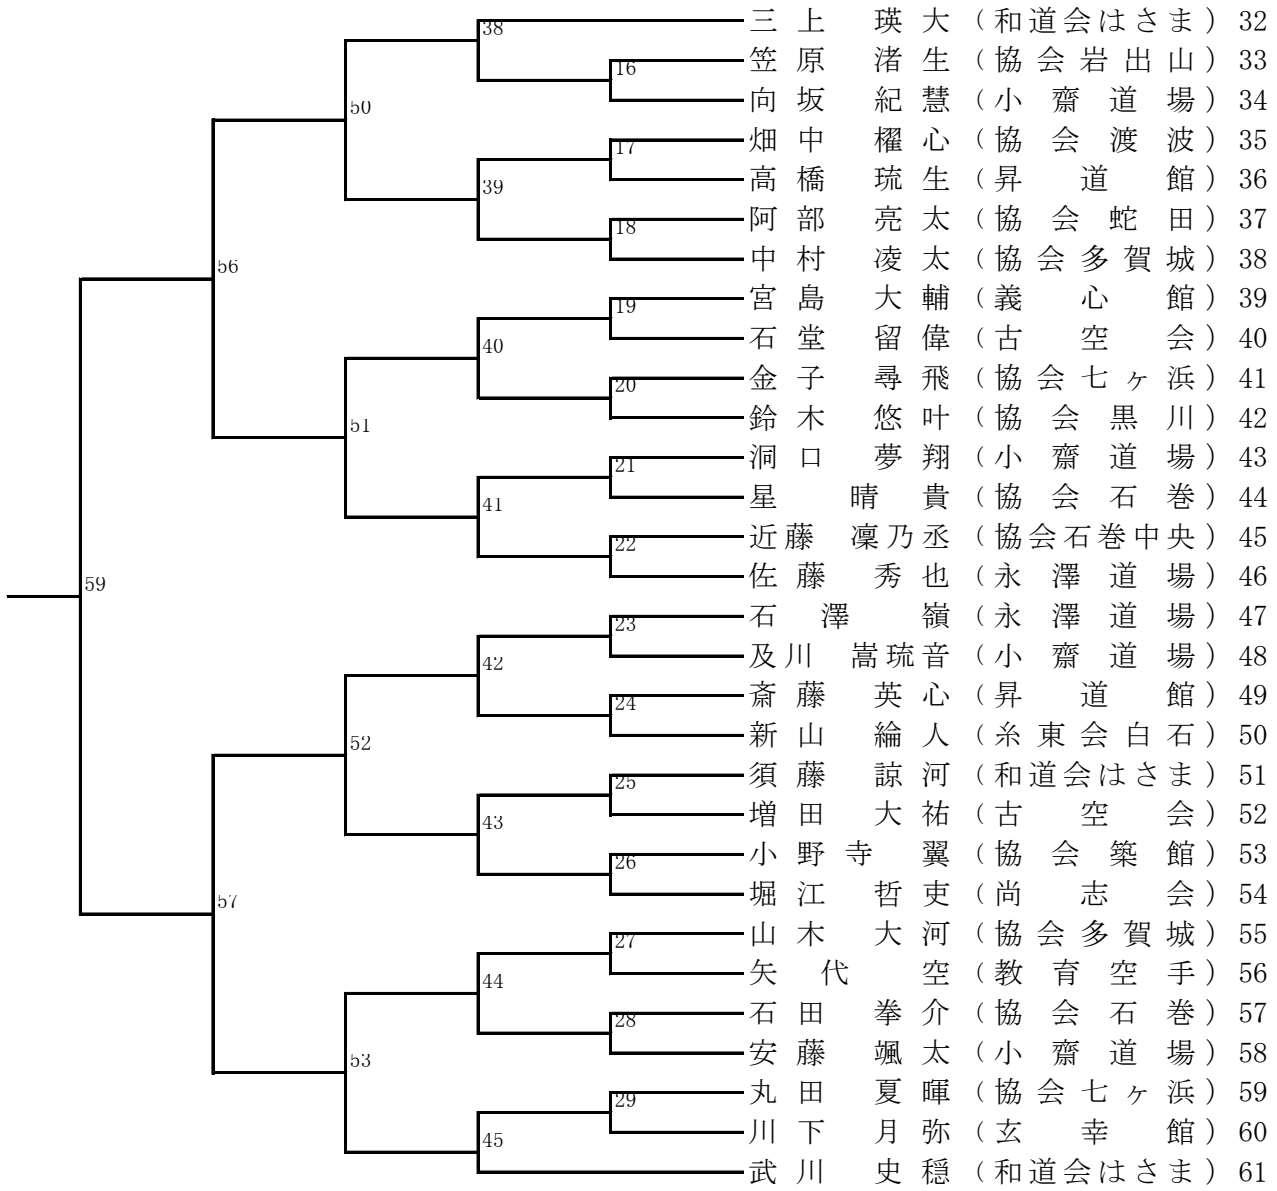 三上 瑛大 (和道会はさま) 32
38
笠原 渚生 (協会岩出山) 33
16
向坂 紀慧 (小齋道場) 34
50
畑中 櫂心 (協会渡波) 35
17
高橋 琉生 (昇道館) 36
39
阿部 亮太 (協会蛇田) 37
18
中村 凌太 (協会多賀城) 38
56
宮島 大輔 (義心館) 39
19
石堂 留偉 (古空会) 40
40
金子 尋飛 (協会七ヶ浜) 41
20
鈴木 悠叶 (協会黒川) 42
51
洞口 夢翔 (小齋道場) 43
21
星 晴貴 (協会石巻) 44
41
近藤 凜乃丞 (協会石巻中央) 45
22
佐藤 秀也 (永澤道場) 46
59
石澤 嶺 (永澤道場) 47
23
及川 嵩琉音 (小齋道場) 48
42
斎藤 英心 (昇道館) 49
24
新山 綸人 (糸東会白石) 50
52
須藤 諒河 (和道会はさま) 51
25
増田 大祐 (古空会) 52
43
小野寺 翼 (協会築館) 53
26
堀江 哲吏 (尚志会) 54
57
山木 大河 (協会多賀城) 55
27
矢代 空 (教育空手) 56
44
石田 拳介 (協会石巻) 57
28
安藤 颯太 (小齋道場) 58
53
丸田 夏暉 (協会七ヶ浜) 59
29
川下 月弥 (玄幸館) 60
45
武川 史穏 (和道会はさま) 61